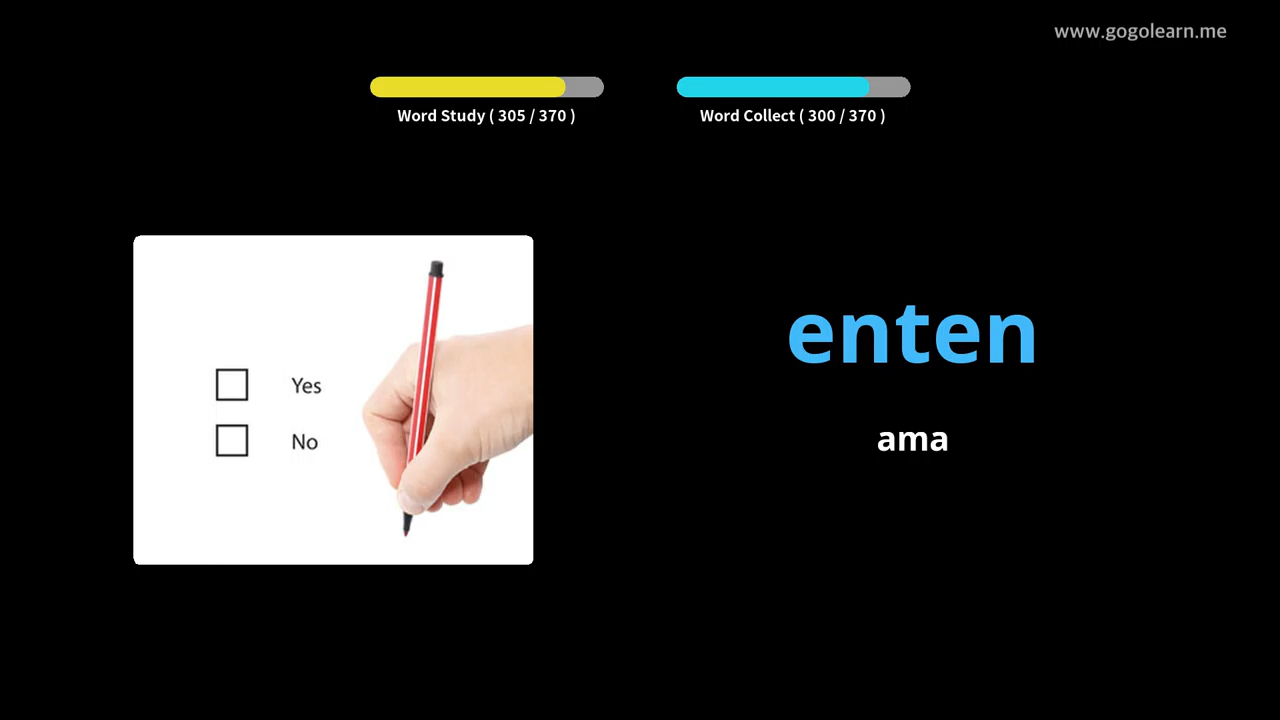 www.gogolearn.me
Word Study ( 305 / 370 )
Word Collect ( 300 / 370 )
Yes
No
enten
ama